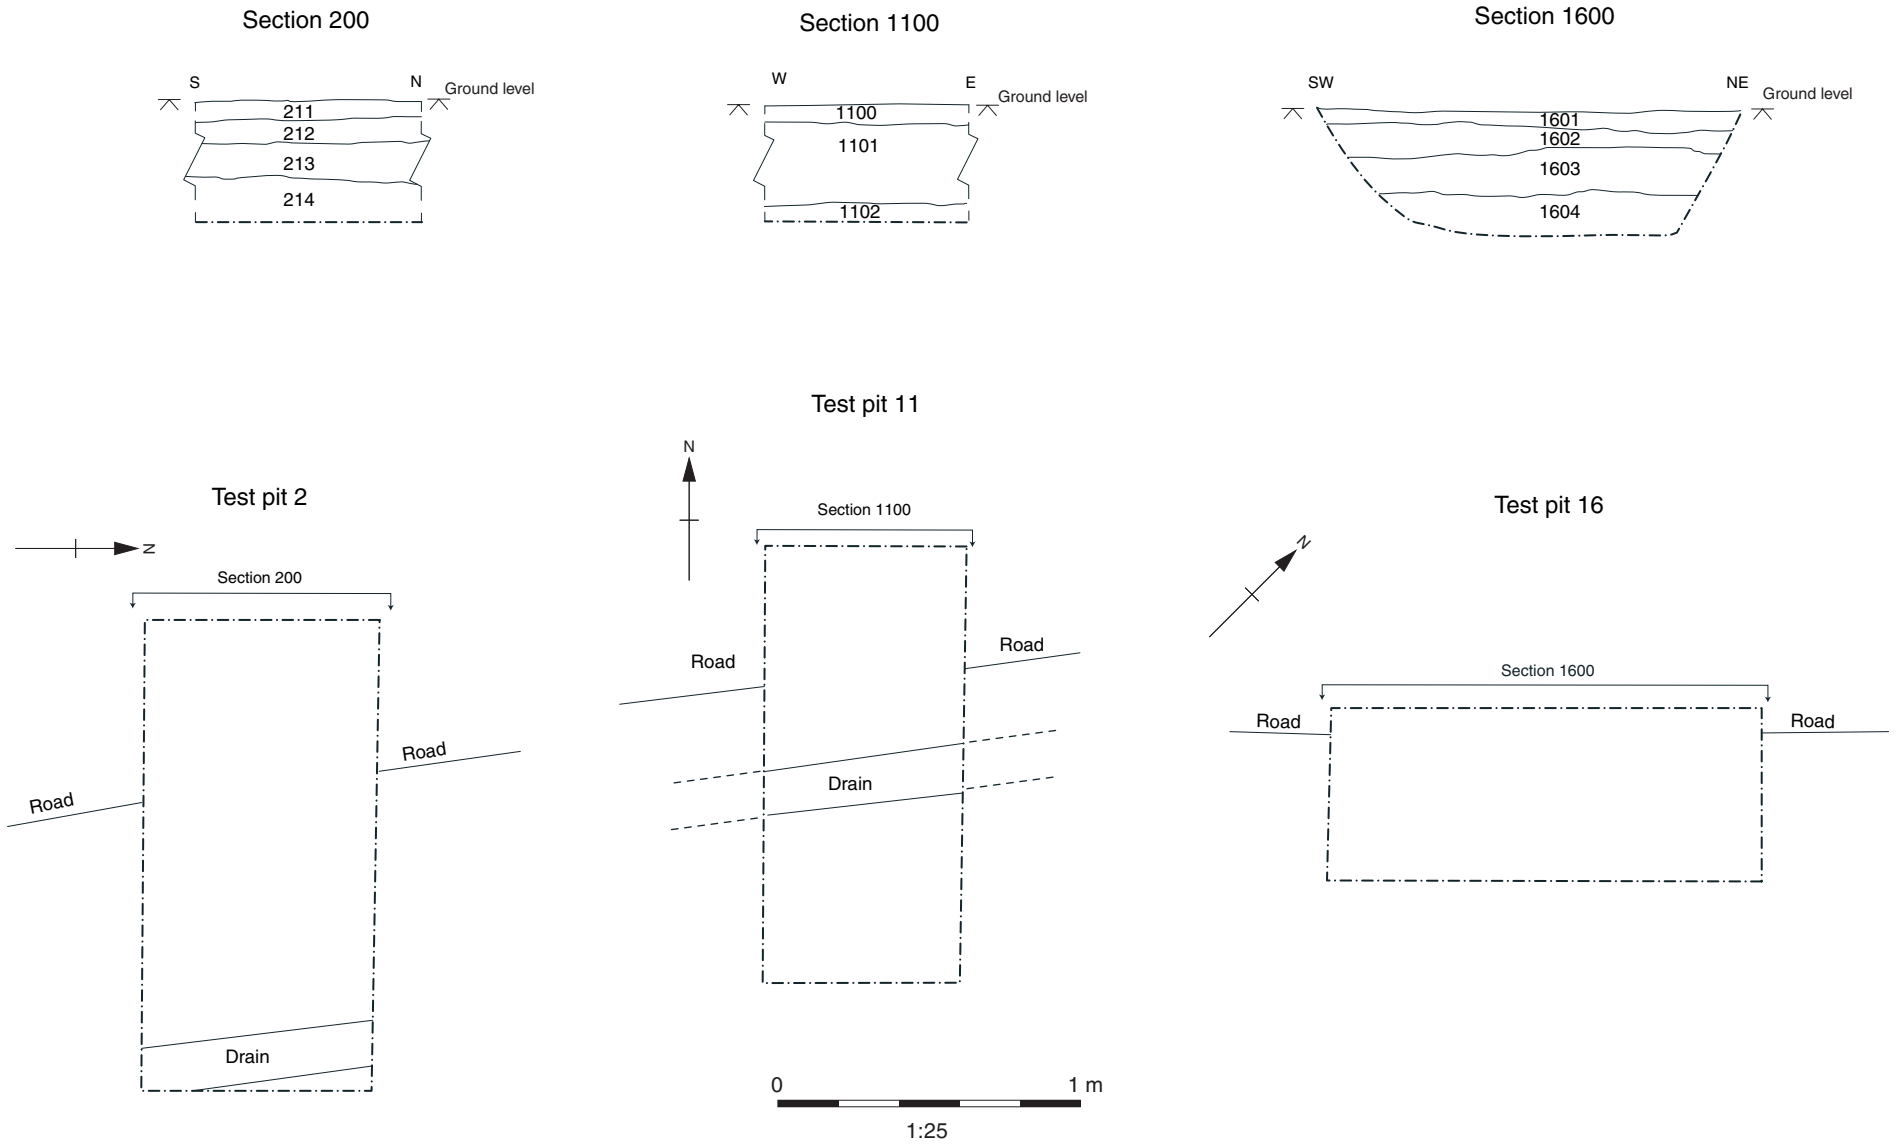 Section 200
Section 1100
Section 1600
S
N
Ground level
211
212
213
214
W
E
Ground level
1100
1101
1102
SW
NE
Ground level
1601
1602
1603
1604
Test pit 2
N
Section 200
Road
Road
Drain
Test pit 11
N
Section 1100
Road
Road
Drain
Test pit 16
N
Section 1600
Road
Road
0
1 m
1:25